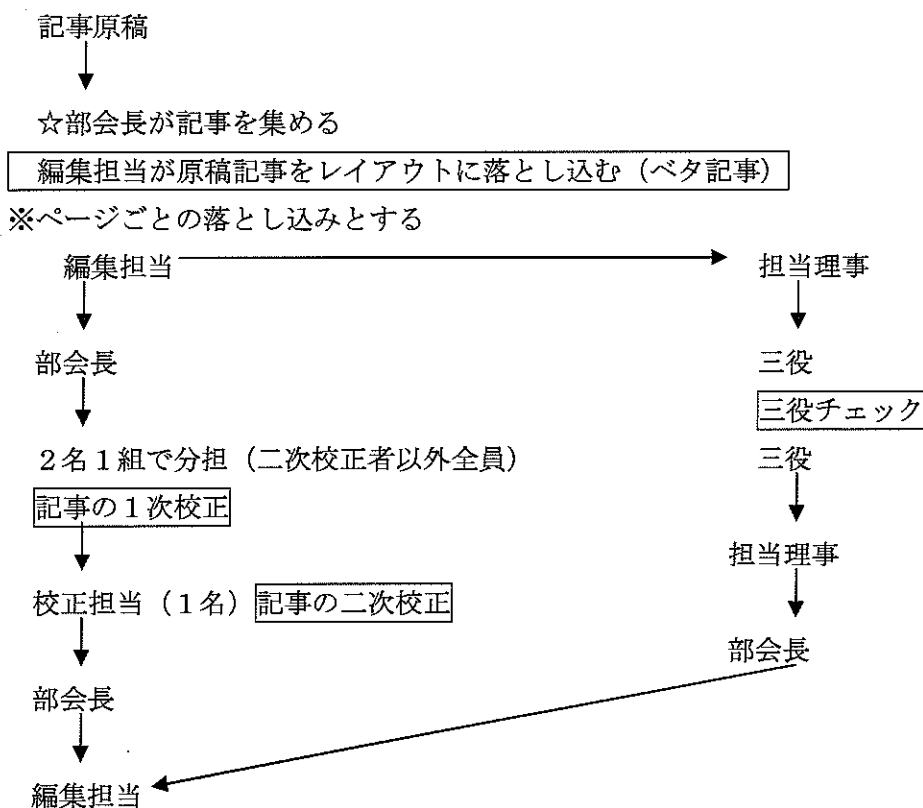 記事原稿
☆部会長が記事を集める
編集担当が原稿記事をレイアウトに落とし込む（ベタ記事）
※ページごとの落とし込みとする
編集担当
担当理事
部会長
三役
三役チェック
2名1組で分担（二次校正者以外全員）
三役
記事の1次校正
担当理事
校正担当（1名）記事の二次校正
部会長
部会長
編集担当